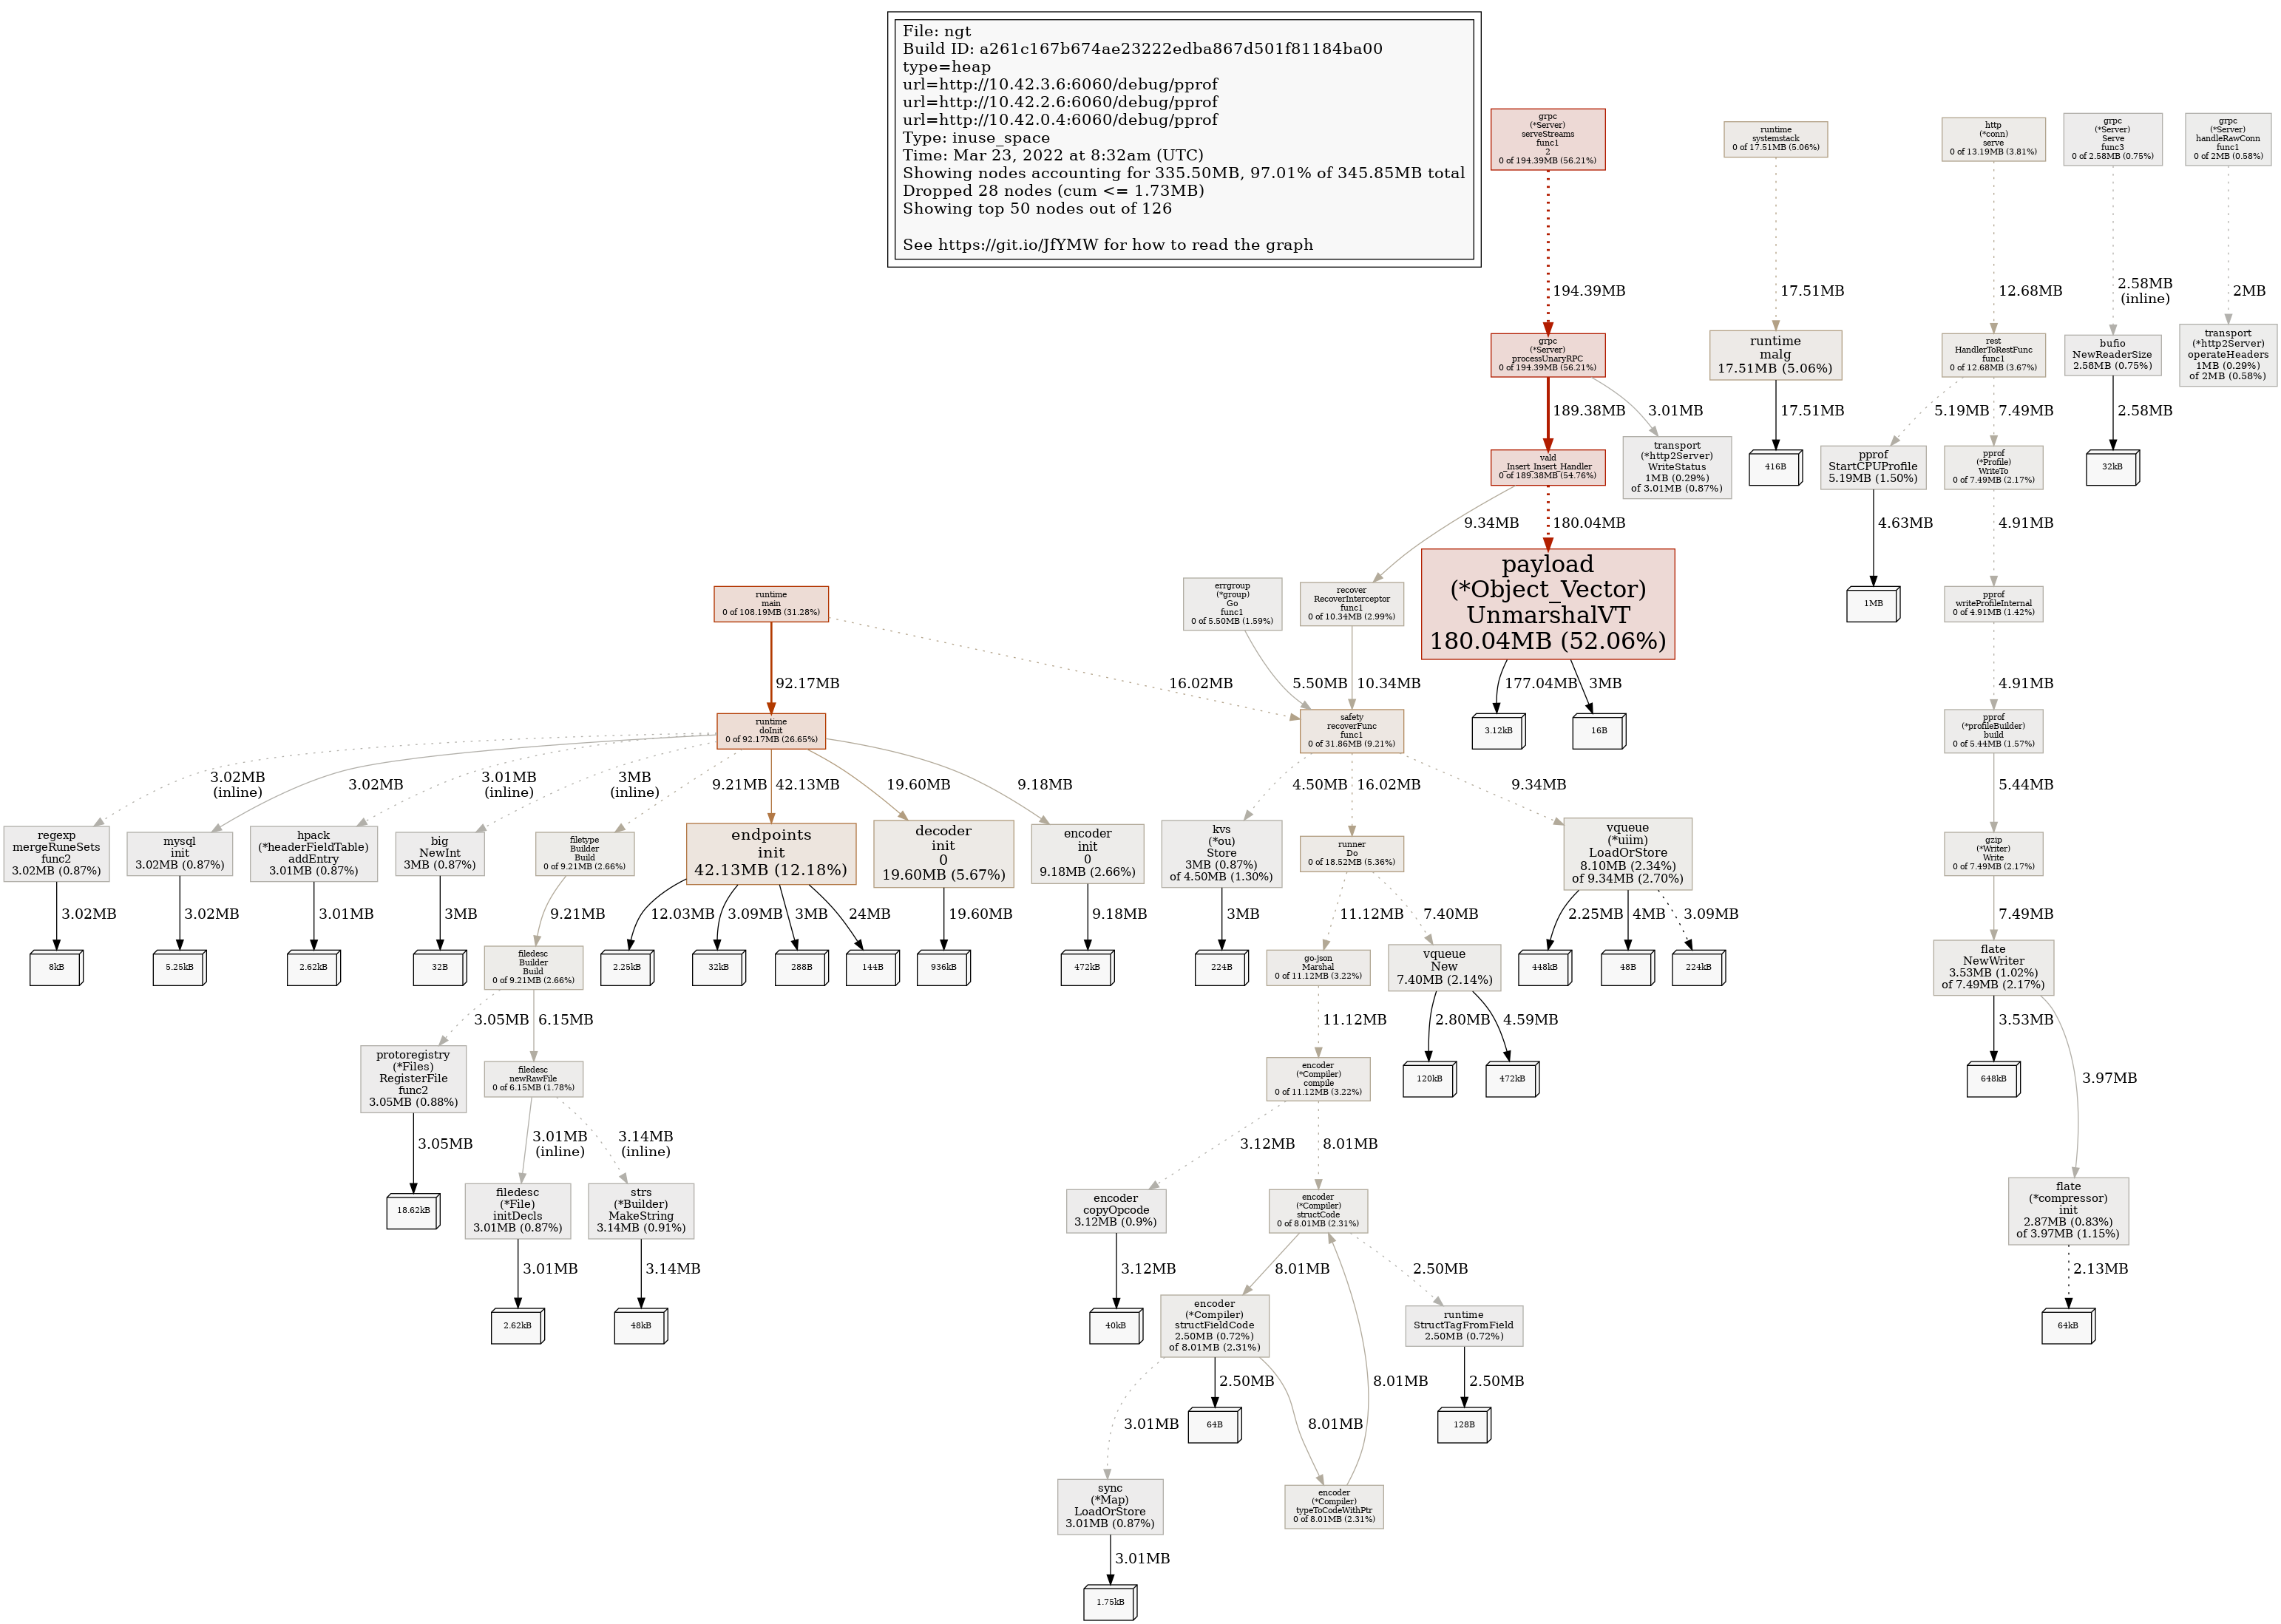 File: ngt
Build ID: a261c167b674ae23222edba867d501f81184ba00
type=heap
url=http://10.42.3.6:6060/debug/pprof
url=http://10.42.2.6:6060/debug/pprof
url=http://10.42.0.4:6060/debug/pprof
Type: inuse_space
Time: Mar 23, 2022 at 8:32am (UTC)
Showing nodes accounting for 335.50MB, 97.01% of 345.85MB total
Dropped 28 nodes (cum <= 1.73MB)
Showing top 50 nodes out of 126
See https://git.io/JfYMW for how to read the graph
grpc
(*Server)
serveStreams
func1
2
0 of 194.39MB (56.21%)
runtime
systemstack
0 of 17.51MB (5.06%)
http
(*conn)
serve
0 of 13.19MB (3.81%)
grpc
(*Server)
Serve
func3
0 of 2.58MB (0.75%)
grpc
(*Server)
handleRawConn
func1
0 of 2MB (0.58%)
194.39MB
17.51MB
12.68MB
2.58MB
(inline)
2MB
grpc
(*Server)
processUnaryRPC
0 of 194.39MB (56.21%)
runtime
malg
17.51MB (5.06%)
rest
HandlerToRestFunc
func1
0 of 12.68MB (3.67%)
bufio
NewReaderSize
2.58MB (0.75%)
transport
(*http2Server)
operateHeaders
1MB (0.29%)
of 2MB (0.58%)
189.38MB
3.01MB
17.51MB
5.19MB
7.49MB
2.58MB
vald
_Insert_Insert_Handler
0 of 189.38MB (54.76%)
transport
(*http2Server)
WriteStatus
1MB (0.29%)
of 3.01MB (0.87%)
416B
pprof
StartCPUProfile
5.19MB (1.50%)
pprof
(*Profile)
WriteTo
0 of 7.49MB (2.17%)
32kB
9.34MB
180.04MB
4.63MB
4.91MB
runtime
main
0 of 108.19MB (31.28%)
errgroup
(*group)
Go
func1
0 of 5.50MB (1.59%)
recover
RecoverInterceptor
func1
0 of 10.34MB (2.99%)
payload
(*Object_Vector)
UnmarshalVT
180.04MB (52.06%)
1MB
pprof
writeProfileInternal
0 of 4.91MB (1.42%)
92.17MB
16.02MB
5.50MB
10.34MB
177.04MB
3MB
4.91MB
runtime
doInit
0 of 92.17MB (26.65%)
safety
recoverFunc
func1
0 of 31.86MB (9.21%)
3.12kB
16B
pprof
(*profileBuilder)
build
0 of 5.44MB (1.57%)
3.02MB
(inline)
3.02MB
3.01MB
(inline)
3MB
(inline)
9.21MB
42.13MB
19.60MB
9.18MB
4.50MB
16.02MB
9.34MB
5.44MB
regexp
mergeRuneSets
func2
3.02MB (0.87%)
mysql
init
3.02MB (0.87%)
hpack
(*headerFieldTable)
addEntry
3.01MB (0.87%)
big
NewInt
3MB (0.87%)
filetype
Builder
Build
0 of 9.21MB (2.66%)
endpoints
init
42.13MB (12.18%)
decoder
init
0
19.60MB (5.67%)
encoder
init
0
9.18MB (2.66%)
kvs
(*ou)
Store
3MB (0.87%)
of 4.50MB (1.30%)
runner
Do
0 of 18.52MB (5.36%)
vqueue
(*uiim)
LoadOrStore
8.10MB (2.34%)
of 9.34MB (2.70%)
gzip
(*Writer)
Write
0 of 7.49MB (2.17%)
3.02MB
3.02MB
3.01MB
3MB
9.21MB
12.03MB
3.09MB
3MB
24MB
19.60MB
9.18MB
3MB
11.12MB
7.40MB
2.25MB
4MB
3.09MB
7.49MB
8kB
5.25kB
2.62kB
32B
filedesc
Builder
Build
0 of 9.21MB (2.66%)
2.25kB
32kB
288B
144B
936kB
472kB
224B
go-json
Marshal
0 of 11.12MB (3.22%)
vqueue
New
7.40MB (2.14%)
448kB
48B
224kB
flate
NewWriter
3.53MB (1.02%)
of 7.49MB (2.17%)
3.05MB
6.15MB
11.12MB
2.80MB
4.59MB
3.53MB
3.97MB
protoregistry
(*Files)
RegisterFile
func2
3.05MB (0.88%)
filedesc
newRawFile
0 of 6.15MB (1.78%)
encoder
(*Compiler)
compile
0 of 11.12MB (3.22%)
120kB
472kB
648kB
3.05MB
3.01MB
(inline)
3.14MB
(inline)
3.12MB
8.01MB
18.62kB
filedesc
(*File)
initDecls
3.01MB (0.87%)
strs
(*Builder)
MakeString
3.14MB (0.91%)
encoder
copyOpcode
3.12MB (0.9%)
encoder
(*Compiler)
structCode
0 of 8.01MB (2.31%)
flate
(*compressor)
init
2.87MB (0.83%)
of 3.97MB (1.15%)
3.01MB
3.14MB
3.12MB
8.01MB
2.50MB
2.13MB
2.62kB
48kB
40kB
encoder
(*Compiler)
structFieldCode
2.50MB (0.72%)
of 8.01MB (2.31%)
runtime
StructTagFromField
2.50MB (0.72%)
64kB
3.01MB
2.50MB
8.01MB
8.01MB
2.50MB
64B
128B
sync
(*Map)
LoadOrStore
3.01MB (0.87%)
encoder
(*Compiler)
typeToCodeWithPtr
0 of 8.01MB (2.31%)
3.01MB
1.75kB